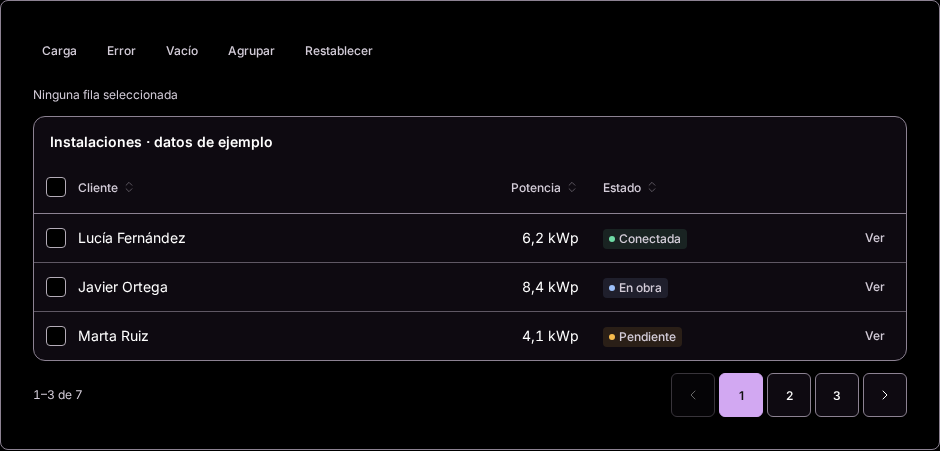 Carga Error Vacío Agrupar Restablecer
Ninguna fila seleccionada
Instalaciones · datos de ejemplo
Cliente Potencia Estado
Lucía Fernández 6,2 kWp Conectada Ver
Javier Ortega 8,4 kWp En obra Ver
Marta Ruiz 4,1 kWp Pendiente Ver
1–3 de 7 1 2 3